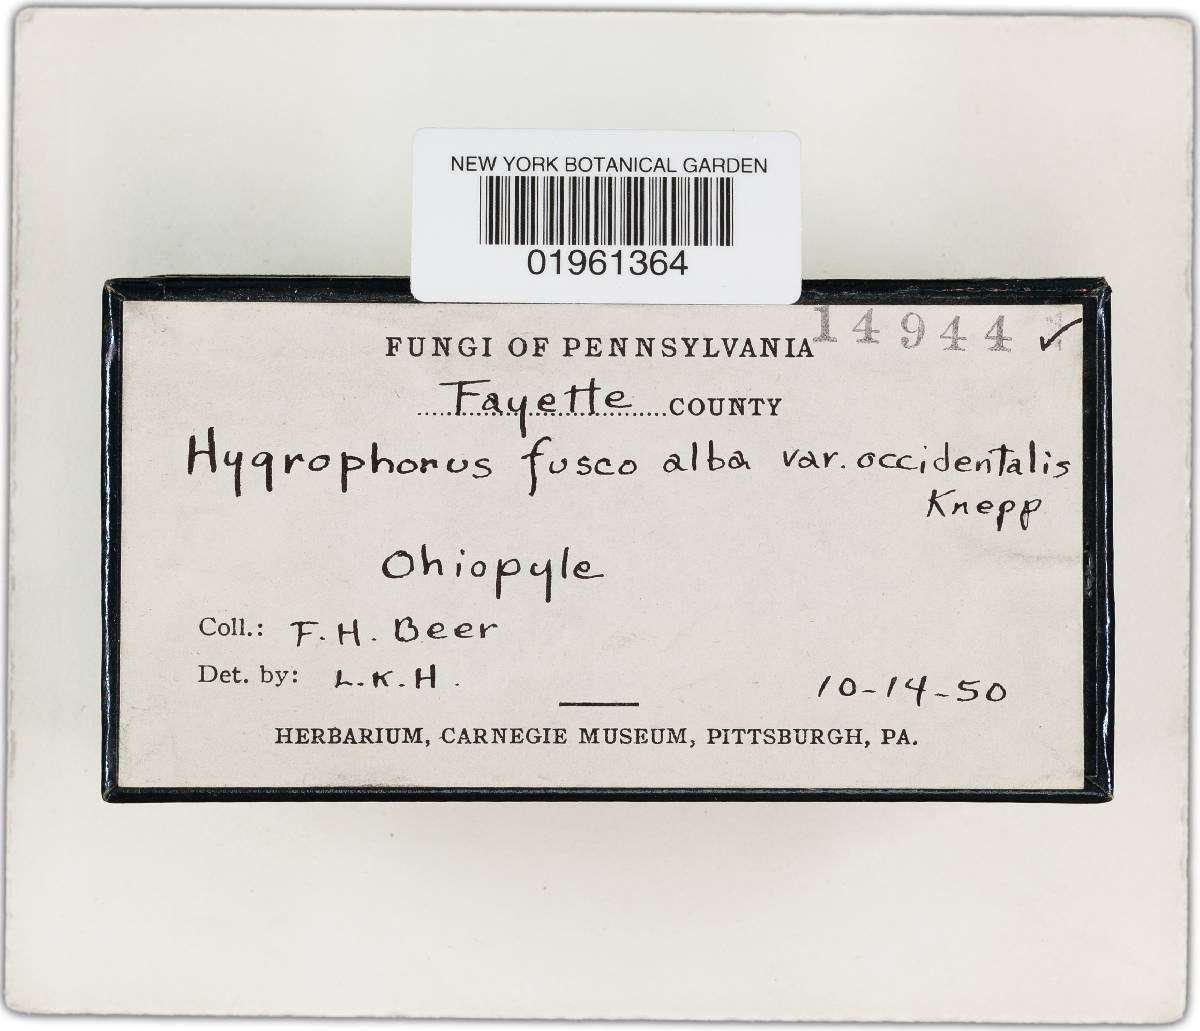 NEW YORK BOTANICAL GARDEN
01961364
14944
FUNGI OF PENNSYLVANIA
Fayette COUNTY
Hygrophorus fusco alba var. occidentalis
Knepp
Ohiopyle
Coll.: F. H. Beer
Det. by: L. K. H.
10-14-50
HERBARIUM, CARNEGIE MUSEUM, PITTSBURGH, PA.